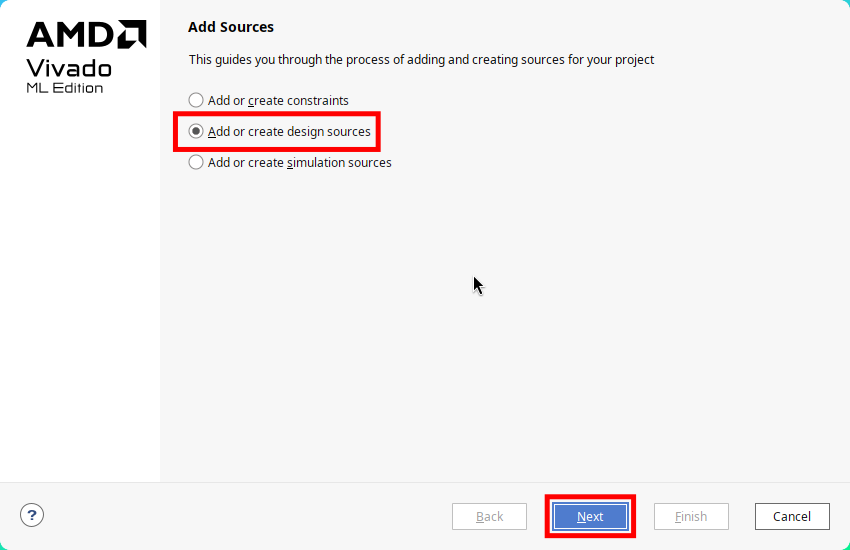 AMD
Vivado
ML Edition
Add Sources
This guides you through the process of adding and creating sources for your project
Add or create constraints
Add or create design sources
Add or create simulation sources
?
Back
Next
Finish
Cancel